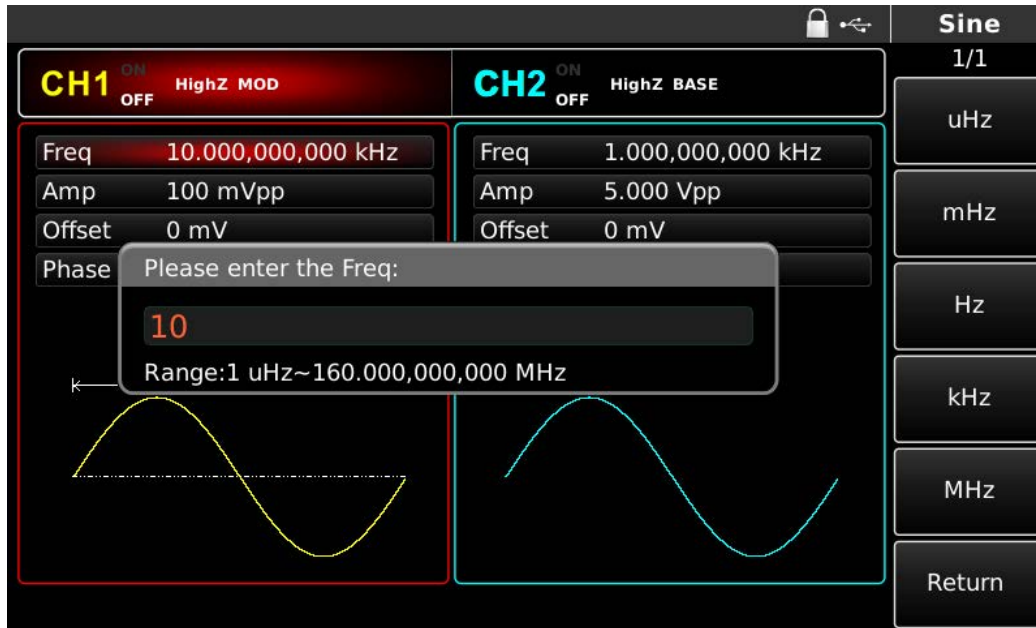 Sine
1/1
CH1 ON OFF HighZ MOD
CH2 ON OFF HighZ BASE
Freq 10.000,000,000 kHz
Amp 100 mVpp
Offset 0 mV
Phase
Freq 1.000,000,000 kHz
Amp 5.000 Vpp
Offset 0 mV
Please enter the Freq:
10
Range:1 uHz~160.000,000,000 MHz
uHz
mHz
Hz
kHz
MHz
Return